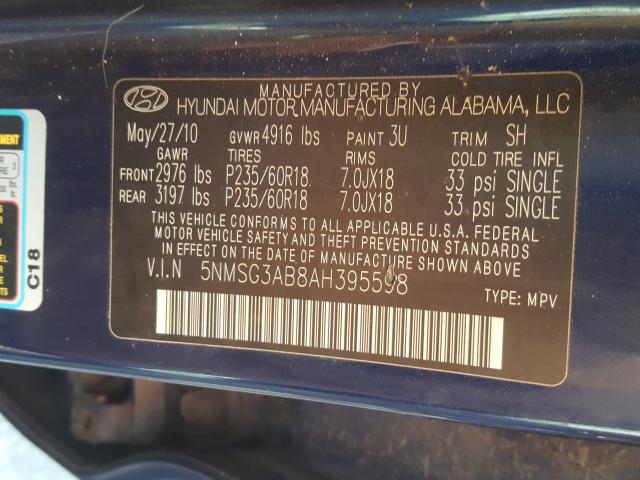 MANUFACTURED BY
HYUNDAI MOTOR MANUFACTURING ALABAMA, LLC
May/27/10 GVWR 4916 lbs PAINT 3U TRIM SH
GAWR TIRES RIMS COLD TIRE INFL
FRONT 2976 lbs P235/60R18 7.0JX18 33 psi SINGLE
REAR 3197 lbs P235/60R18 7.0JX18 33 psi SINGLE
THIS VEHICLE CONFORMS TO ALL APPLICABLE U.S.A. FEDERAL
MOTOR VEHICLE SAFETY AND THEFT PREVENTION STANDARDS
IN EFFECT ON THE DATE OF MANUFACTURE SHOWN ABOVE.
V.I.N 5NMSG3AB8AH395598
TYPE: MPV
C18